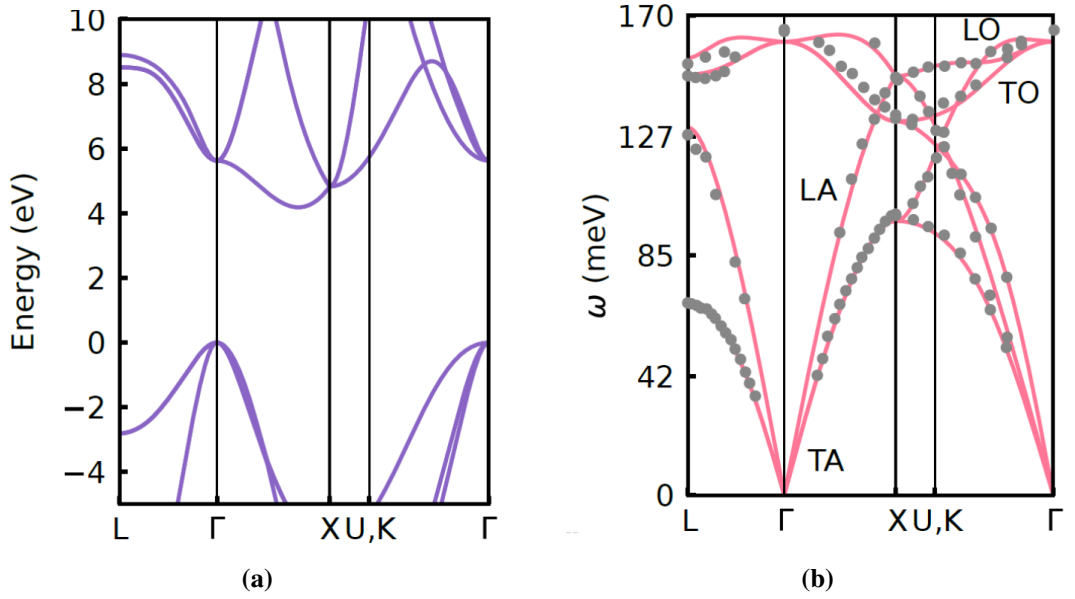 Energy (eV)
10
8
6
4
2
0
−2
−4
L
Γ
X
U,K
Γ
(a)
ω (meV)
170
127
85
42
0
LO
TO
LA
TA
L
Γ
X
U,K
Γ
(b)